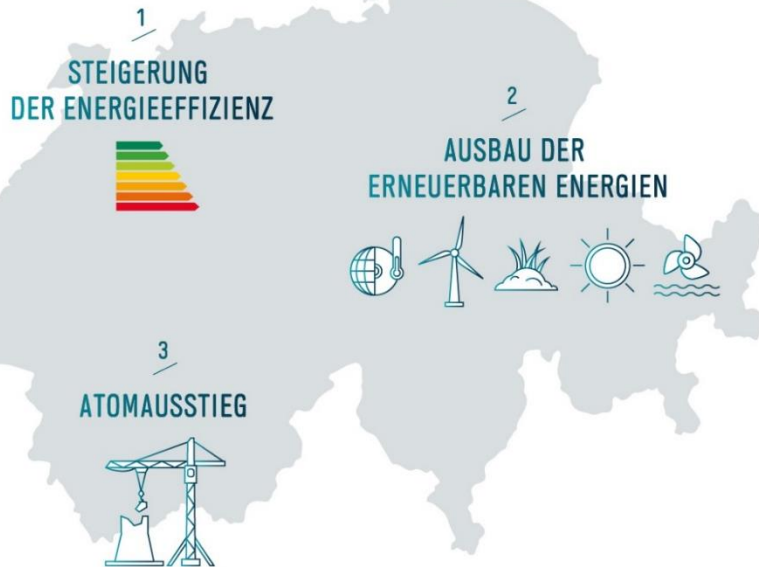 1
STEIGERUNG
DER ENERGIEEFFIZIENZ
2
AUSBAU DER
ERNEUERBAREN ENERGIEN
3
ATOMAUSSTIEG